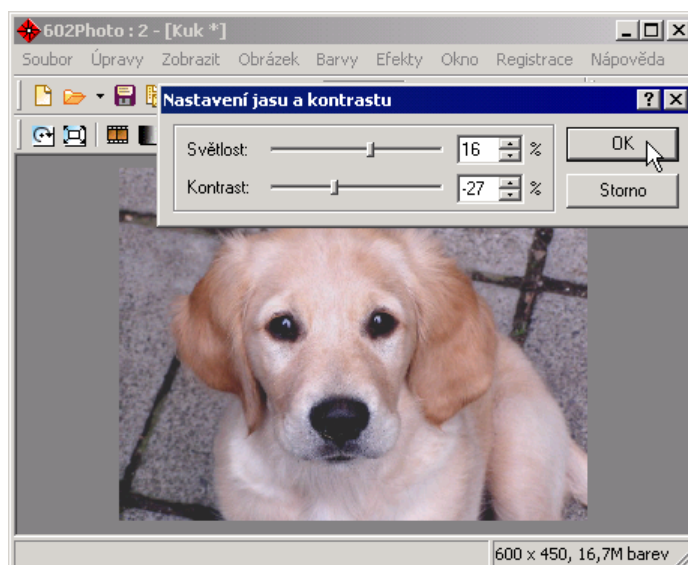 602Photo : 2 - [Kuk *]
Soubor Úpravy Zobrazit Obrázek Barvy Efekty Okno Registrace Nápověda
Nastavení jasu a kontrastu
Světlost: 16 % OK
Kontrast: -27 % Storno
600 x 450, 16,7M barev